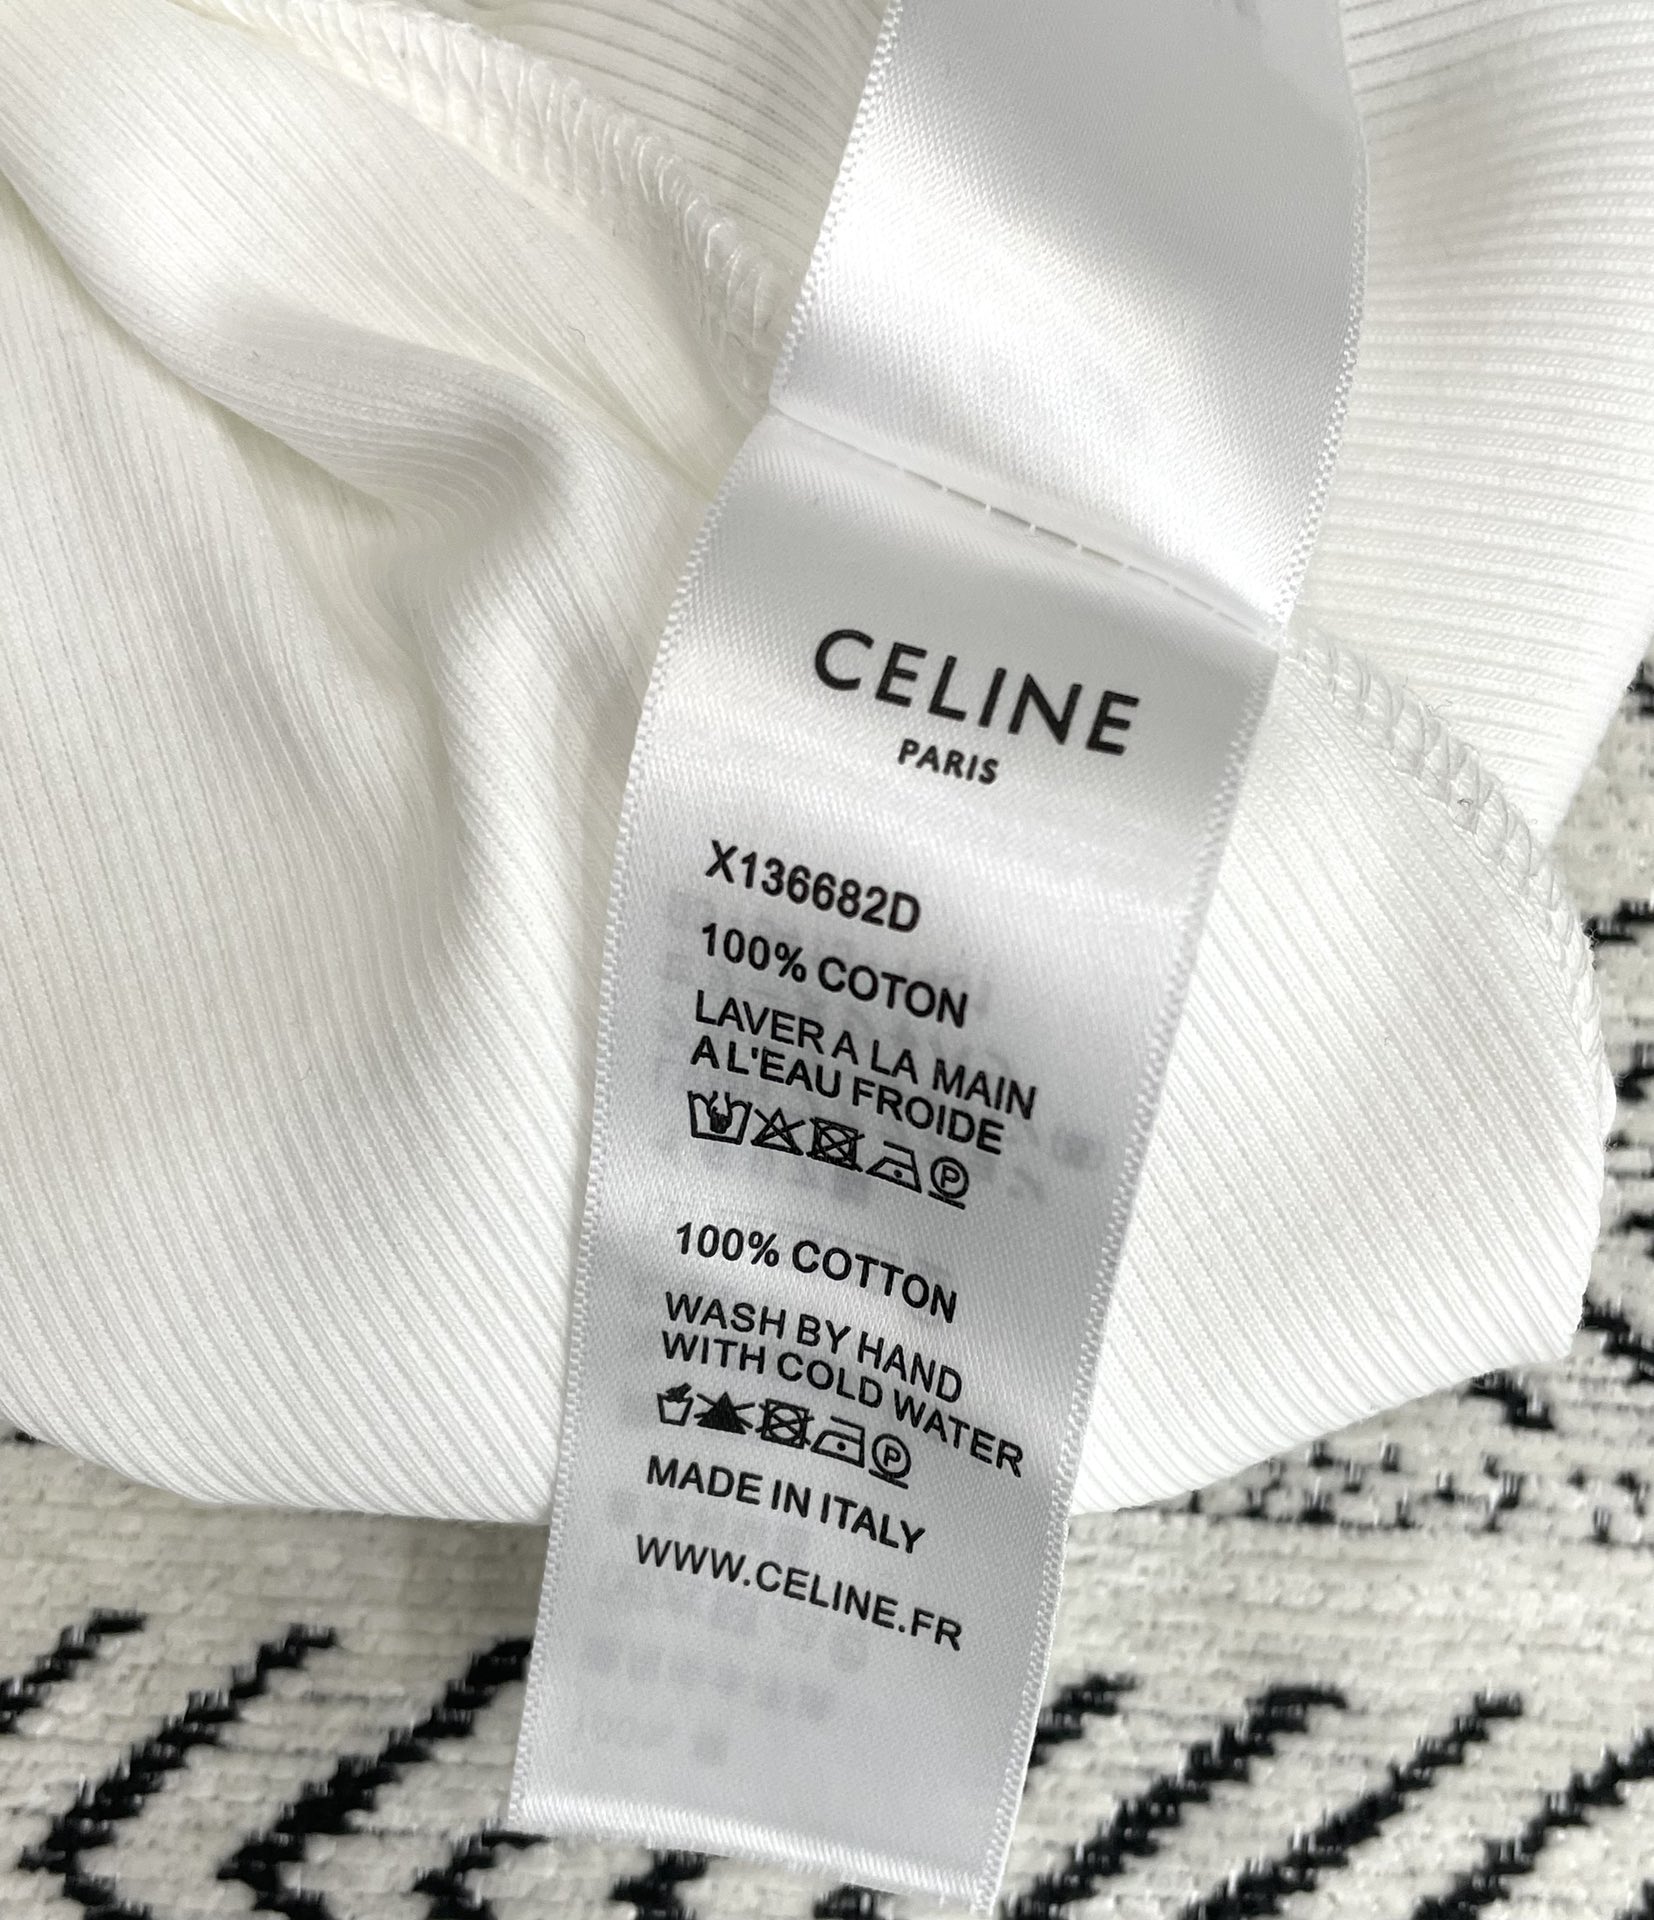 CELINE
PARIS
X136682D
100% COTON
LAVER A LA MAIN
A L'EAU FROIDE
P
100% COTTON
WASH BY HAND
WITH COLD WATER
P
MADE IN ITALY
WWW.CELINE.FR